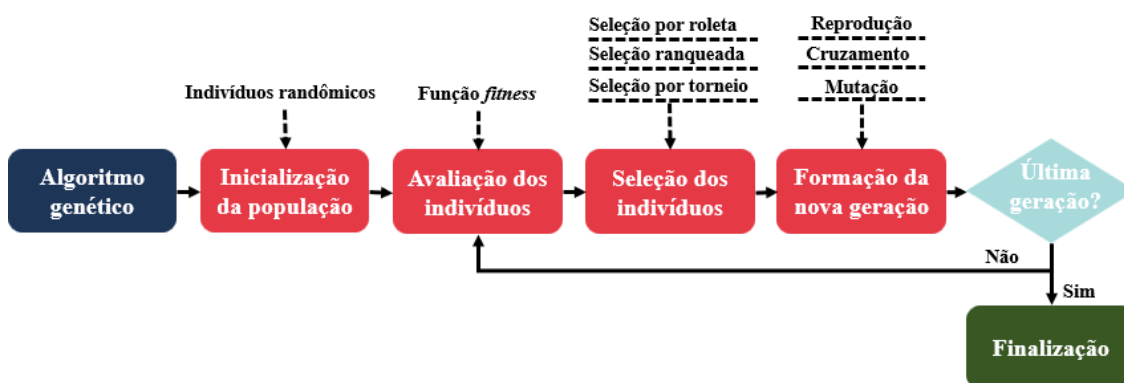 Seleção por roleta
Seleção ranqueada
Seleção por torneio
Reprodução
Cruzamento
Mutação
Indivíduos randômicos
Função fitness
Algoritmo
genético
Inicialização
da população
Avaliação dos
indivíduos
Seleção dos
indivíduos
Formação da
nova geração
Última
geração?
Não
Sim
Finalização